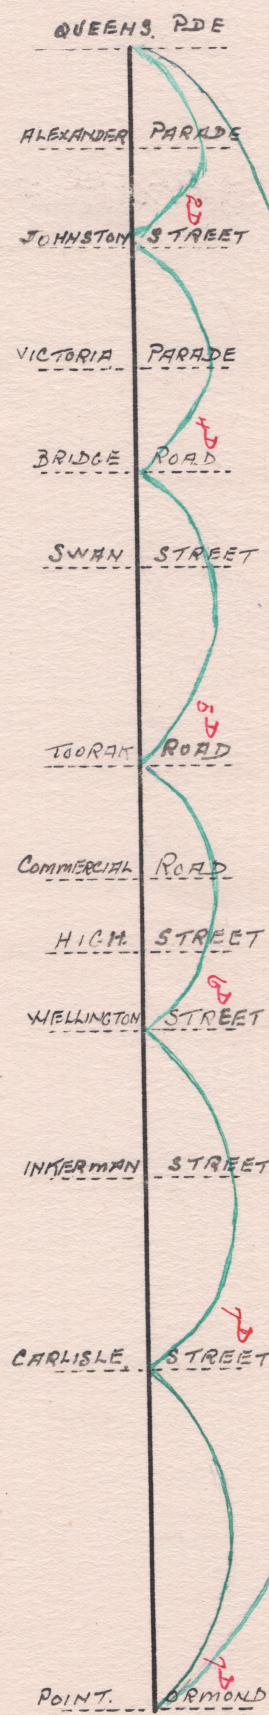 QUEENS. PDE
ALEXANDER PARADE
2D
JOHNSTON STREET
VICTORIA PARADE
4D
BRIDGE ROAD
SWAN STREET
5D
TOORAK ROAD
COMMERCIAL ROAD
HIGH. STREET
6D
WELLINGTON STREET
INKERMAN STREET
7D
CARLISLE. STREET
7D
POINT. ORMOND